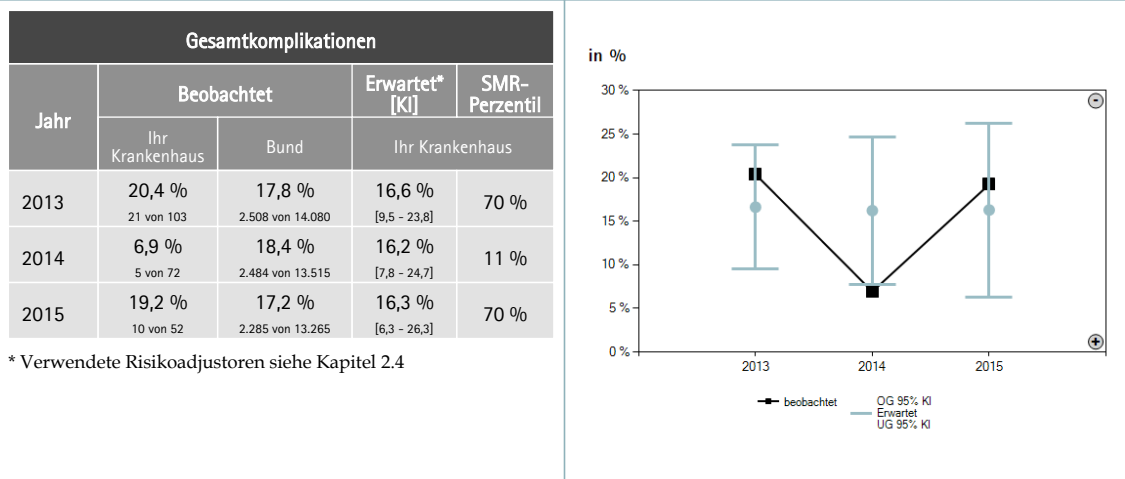 Gesamtkomplikationen
Jahr
Beobachtet
Erwartet*
[KI]
SMR-
Perzentil
Ihr
Krankenhaus
Bund
Ihr Krankenhaus
2013
20,4 %
21 von 103
17,8 %
2.508 von 14.080
16,6 %
[9,5 - 23,8]
70 %
2014
6,9 %
5 von 72
18,4 %
2.484 von 13.515
16,2 %
[7,8 - 24,7]
11 %
2015
19,2 %
10 von 52
17,2 %
2.285 von 13.265
16,3 %
[6,3 - 26,3]
70 %
* Verwendete Risikoadjustoren siehe Kapitel 2.4
in %
30 %
25 %
20 %
15 %
10 %
5 %
0 %
-
+
2013 2014 2015
beobachtet
OG 95% KI
Erwartet
UG 95% KI